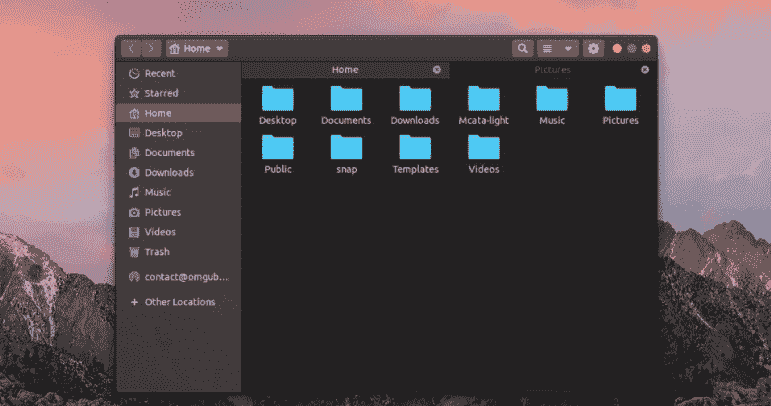 Home
Home
Pictures
Recent
Starred
Home
Desktop
Documents
Downloads
Music
Pictures
Videos
Trash
contact@omgub...
Other Locations
Desktop Documents Downloads Mcata-light Music Pictures
Public snap Templates Videos